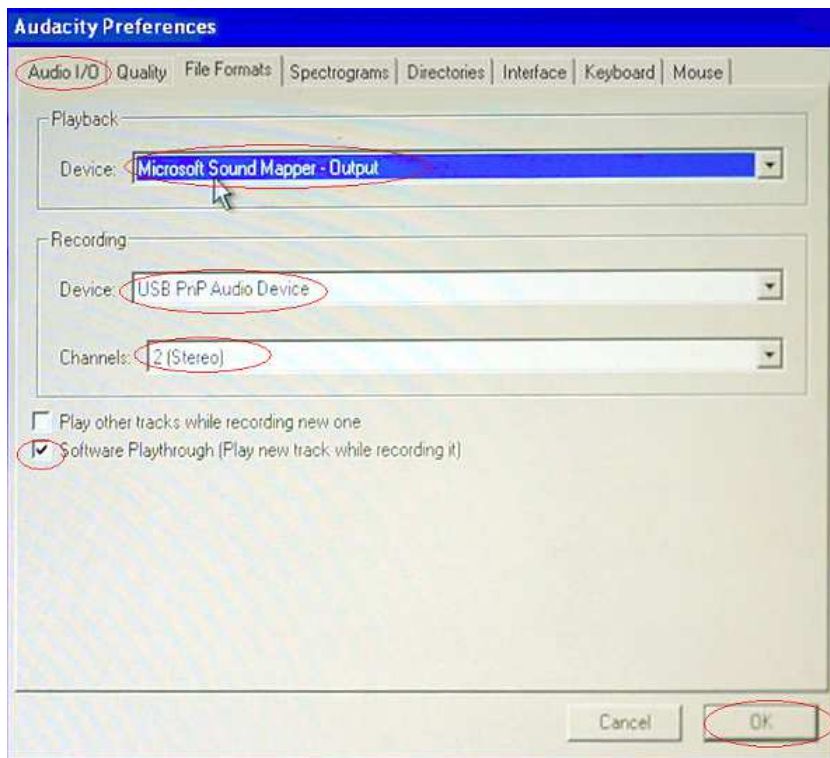 Audacity Preferences
Audio I/O Quality File Formats Spectrograms Directories Interface Keyboard Mouse
Playback
Device: Microsoft Sound Mapper - Output
Recording
Device: USB PnP Audio Device
Channels: 2 (Stereo)
Play other tracks while recording new one
Software Playthrough (Play new track while recording it)
Cancel OK